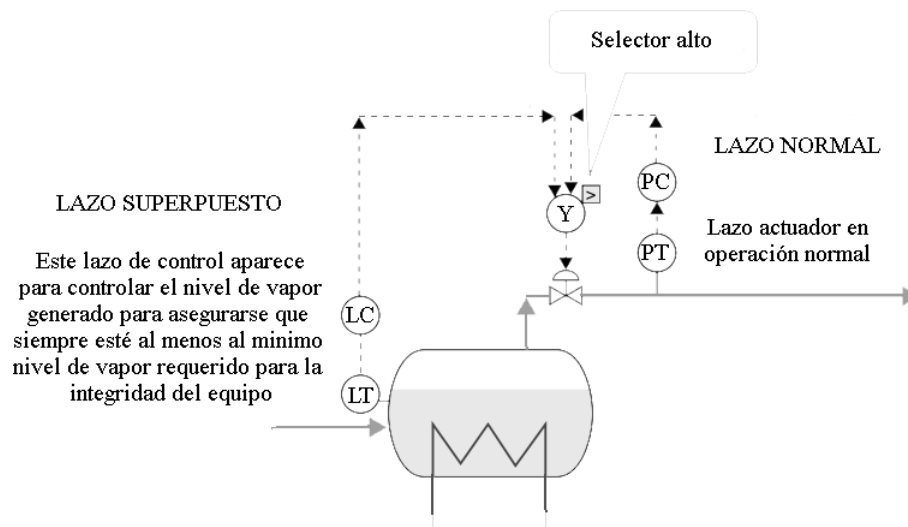 Selector alto
LAZO NORMAL
PC
LAZO SUPERPUESTO
>
Y
Lazo actuador en
operación normal
PT
Este lazo de control aparece
para controlar el nivel de vapor
generado para asegurarse que
siempre esté al menos al minimo
nivel de vapor requerido para la
integridad del equipo
LC
LT